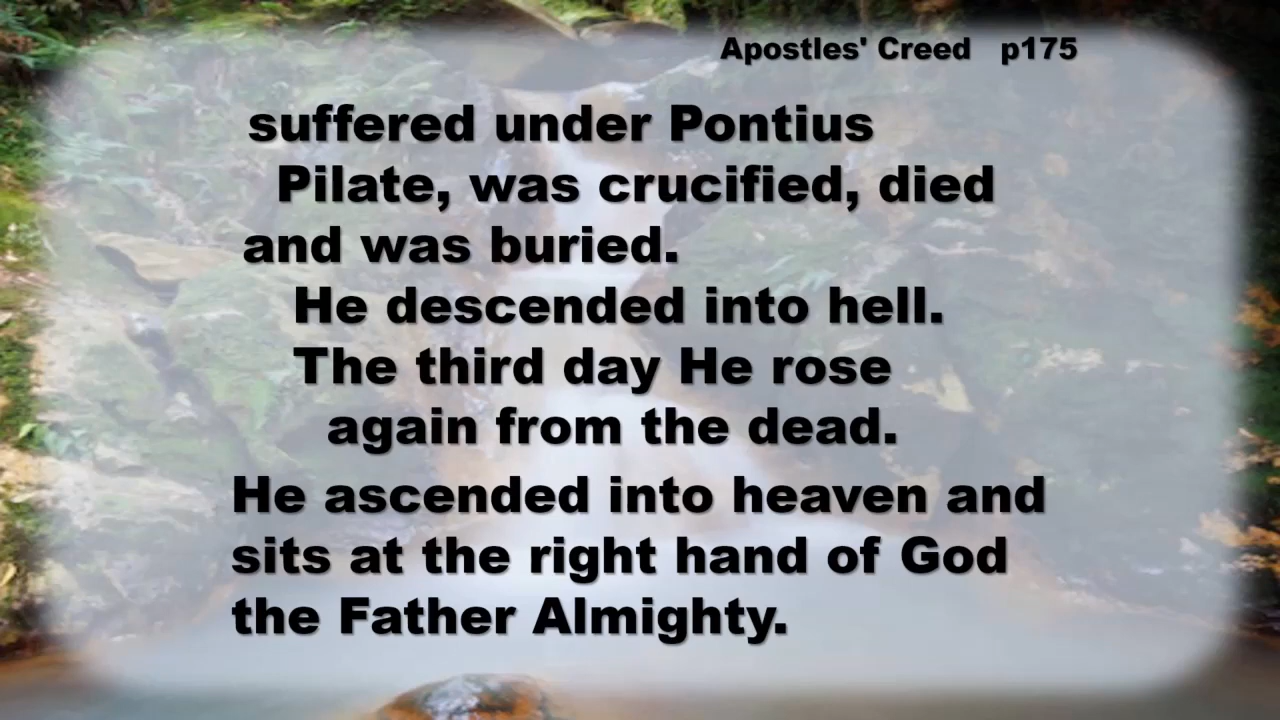 Apostles' Creed p175
suffered under Pontius
Pilate, was crucified, died
and was buried.
He descended into hell.
The third day He rose
again from the dead.
He ascended into heaven and
sits at the right hand of God
the Father Almighty.